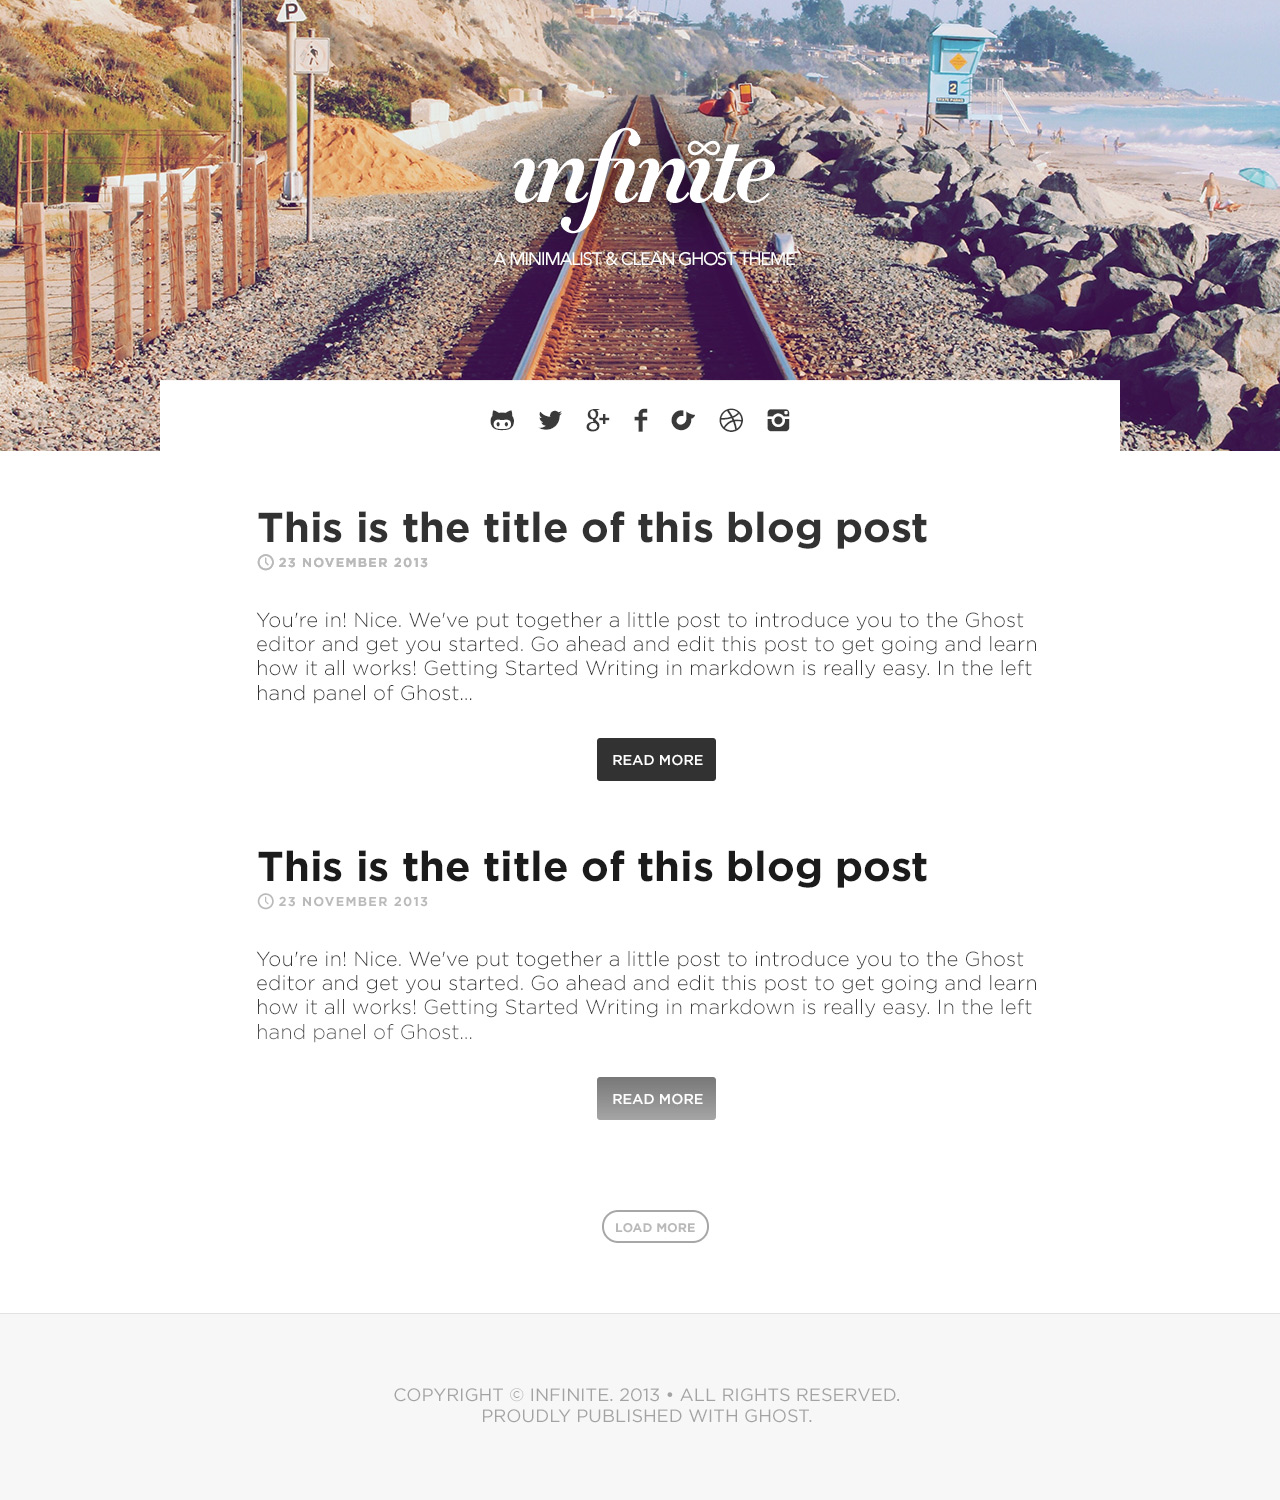 P
2
infinite
A MINIMALIST & CLEAN GHOST THEME
This is the title of this blog post
23 NOVEMBER 2013
You're in! Nice. We've put together a little post to introduce you to the Ghost
editor and get you started. Go ahead and edit this post to get going and learn
how it all works! Getting Started Writing in markdown is really easy. In the left
hand panel of Ghost...
READ MORE
This is the title of this blog post
23 NOVEMBER 2013
You're in! Nice. We've put together a little post to introduce you to the Ghost
editor and get you started. Go ahead and edit this post to get going and learn
how it all works! Getting Started Writing in markdown is really easy. In the left
hand panel of Ghost...
READ MORE
LOAD MORE
COPYRIGHT © INFINITE. 2013 • ALL RIGHTS RESERVED.
PROUDLY PUBLISHED WITH GHOST.